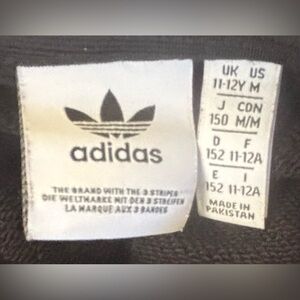 adidas
THE BRAND WITH THE 3 STRIPES
DIE WELTMARKE MIT DEN 3 STREIFEN
LA MARQUE AUX 3 BANDES
UK US
11-12Y M
J CDN
150 M/M
D F
152 11-12A
E I
152 11-12A
MADE IN
PAKISTAN